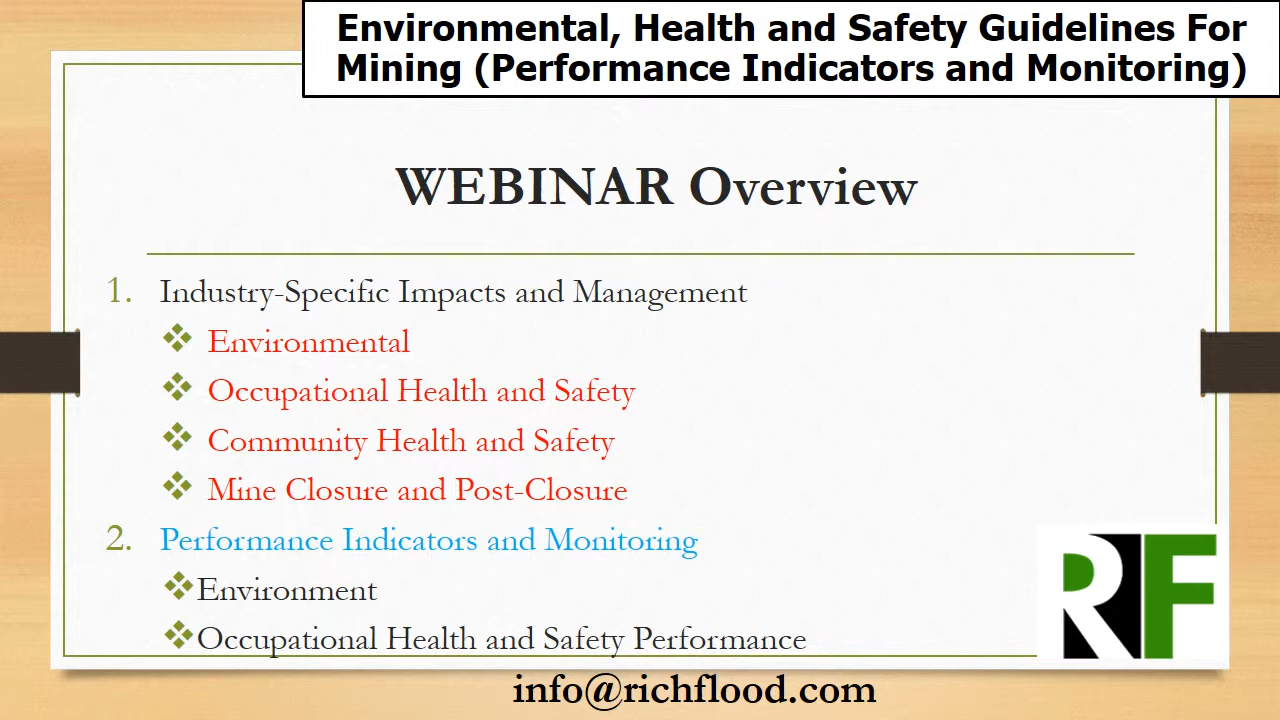 Environmental, Health and Safety Guidelines For
Mining (Performance Indicators and Monitoring)
WEBINAR Overview
1. Industry-Specific Impacts and Management
❖ Environmental
❖ Occupational Health and Safety
❖ Community Health and Safety
❖ Mine Closure and Post-Closure
2. Performance Indicators and Monitoring
❖Environment
❖Occupational Health and Safety Performance
RF
info@richflood.com